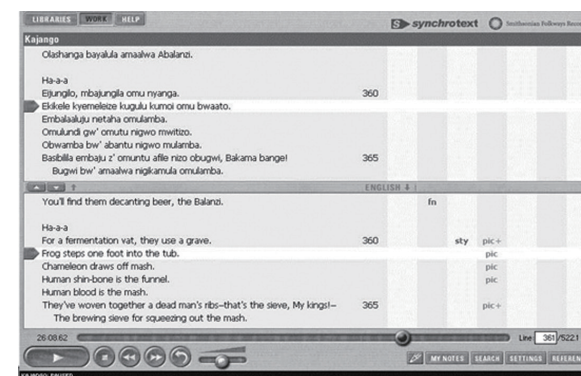 LIBRARIES WORK HELP
synchrotext Smithsonian Folkways
Kajango
Olashanga bayalula amaalwa Abalanzi.
Ha-a-a
Eijungilo, mbajungila omu nyanga. 360
Ekikele kyemeleize kugulu kumoi omu bwaato.
Embalaaluju netaha omulamba.
Omulundi gw' omutu nigwo mwitizo.
Obwamba bw' abantu nigwo mulamba.
Basibilila embaju z' omuntu afile nizo obugwi, Bakama bange! 365
Bugwi bw' amaalwa nigikamula omulamba.
ENGLISH
You'll find them decanting beer, the Balanzi. fn
Ha-a-a
For a fermentation vat, they use a grave. 360 sty pic+
Frog steps one foot into the tub. pic
Chameleon draws off mash. pic
Human shin-bone is the funnel. pic
Human blood is the mash.
They've woven together a dead man's ribs–that's the sieve, My kings!– 365 pic+
The brewing sieve for squeezing out the mash.
26:08.62 Line 361 /5221
MY NOTES SEARCH SETTINGS REFEREN